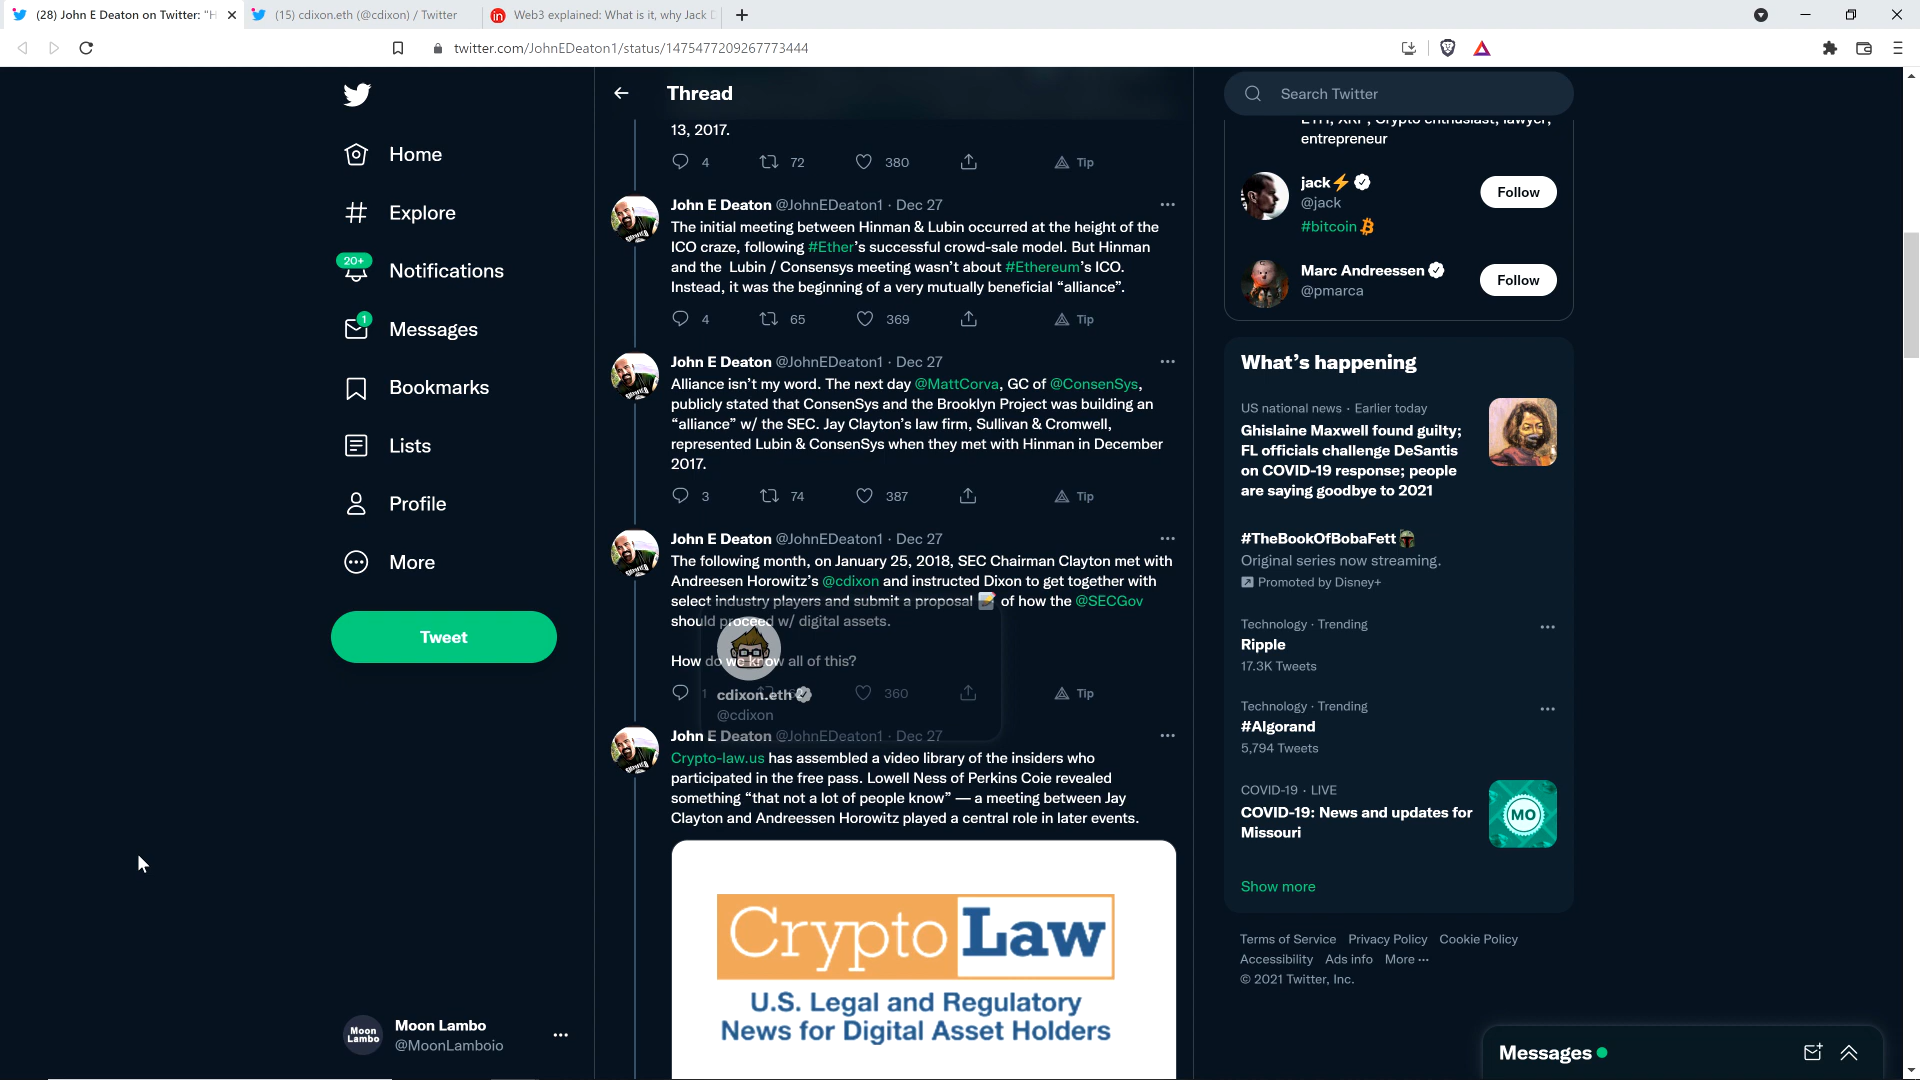 (28) John E Deaton on Twitter: "H
(15) cdixon.eth (@cdixon) / Twitter
Web3 explained: What is it, why Jack D
twitter.com/JohnEDeaton1/status/1475477209267773444
Home
Explore
20+
Notifications
1
Messages
Bookmarks
Lists
Profile
More
Tweet
Moon Lambo
Moon Lambo
@MoonLamboio
Thread
13, 2017.
4 72 380 Tip
John E Deaton @JohnEDeaton1 · Dec 27
The initial meeting between Hinman & Lubin occurred at the height of the
ICO craze, following #Ether's successful crowd-sale model. But Hinman
and the Lubin / Consensys meeting wasn't about #Ethereum's ICO.
Instead, it was the beginning of a very mutually beneficial “alliance”.
4 65 369 Tip
John E Deaton @JohnEDeaton1 · Dec 27
Alliance isn't my word. The next day @MattCorva, GC of @ConsenSys,
publicly stated that ConsenSys and the Brooklyn Project was building an
“alliance” w/ the SEC. Jay Clayton's law firm, Sullivan & Cromwell,
represented Lubin & ConsenSys when they met with Hinman in December
2017.
3 74 387 Tip
John E Deaton @JohnEDeaton1 · Dec 27
The following month, on January 25, 2018, SEC Chairman Clayton met with
Andreesen Horowitz's @cdixon and instructed Dixon to get together with
select industry players and submit a proposal 📝 of how the @SECGov
should proceed w/ digital assets.
How do we know all of this?
1 360 Tip
cdixon.eth
@cdixon
John E Deaton @JohnEDeaton1 · Dec 27
Crypto-law.us has assembled a video library of the insiders who
participated in the free pass. Lowell Ness of Perkins Coie revealed
something “that not a lot of people know” — a meeting between Jay
Clayton and Andreessen Horowitz played a central role in later events.
Crypto Law
U.S. Legal and Regulatory
News for Digital Asset Holders
Search Twitter
ETH, XRP, Crypto enthusiast, lawyer,
entrepreneur
jack⚡
@jack
#bitcoin
Follow
Marc Andreessen
@pmarca
Follow
What's happening
US national news · Earlier today
Ghislaine Maxwell found guilty;
FL officials challenge DeSantis
on COVID-19 response; people
are saying goodbye to 2021
#TheBookOfBobaFett
Original series now streaming.
Promoted by Disney+
Technology · Trending
Ripple
17.3K Tweets
Technology · Trending
#Algorand
5,794 Tweets
COVID-19 · LIVE
COVID-19: News and updates for
Missouri
MO
Show more
Terms of Service Privacy Policy Cookie Policy
Accessibility Ads info More ···
© 2021 Twitter, Inc.
Messages